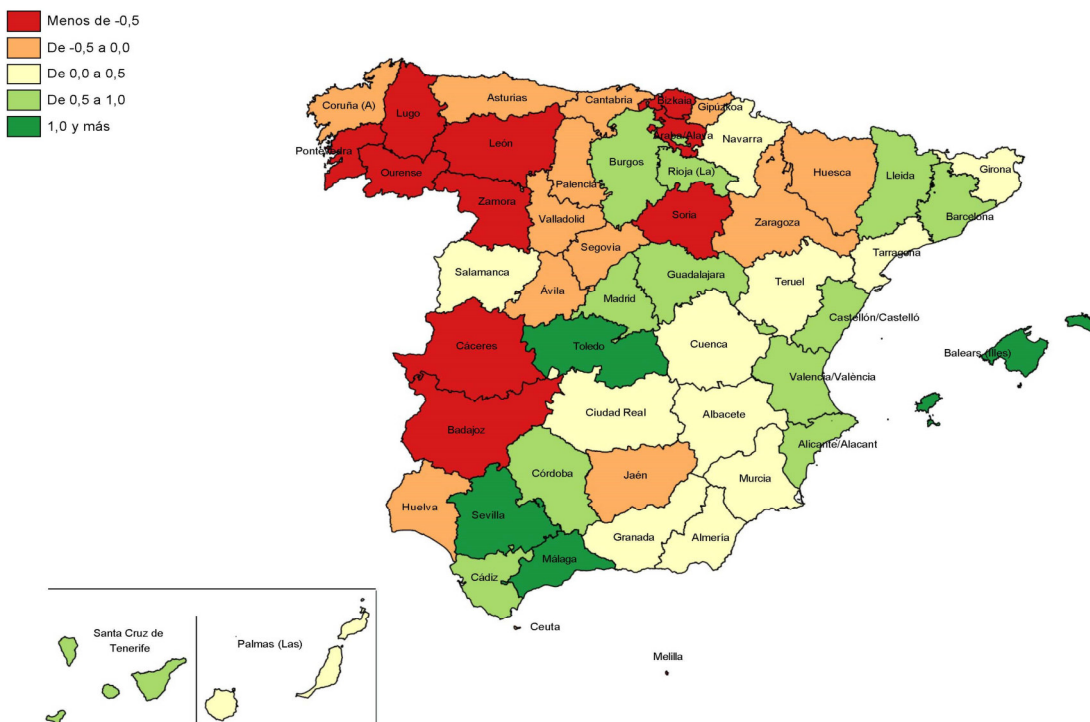 Menos de -0,5
De -0,5 a 0,0
De 0,0 a 0,5
De 0,5 a 1,0
1,0 y más
Coruña (A)
Lugo
Asturias
Cantabria
Bizkaia
Gipúzkoa
Pontevedra
Ourense
León
Palencia
Burgos
Araba/Alava
Rioja (La)
Navarra
Huesca
Lleida
Girona
Barcelona
Zamora
Valladolid
Soria
Zaragoza
Tarragona
Salamanca
Segovia
Ávila
Madrid
Guadalajara
Teruel
Castellón/Castelló
Cáceres
Toledo
Cuenca
Valencia/València
Balears (Illes)
Badajoz
Ciudad Real
Albacete
Alicante/Alacant
Huelva
Sevilla
Córdoba
Jaén
Murcia
Cádiz
Málaga
Granada
Almería
Ceuta
Melilla
Santa Cruz de
Tenerife
Palmas (Las)